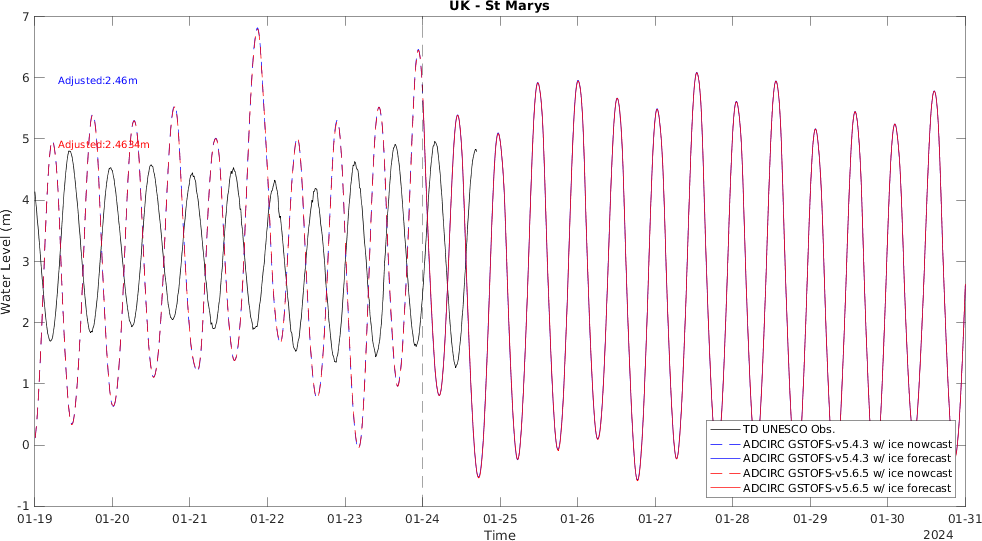 UK - St Marys
7
6
5
4
3
2
1
0
-1
Water Level (m)
Adjusted:2.46m
Adjusted:2.4634m
TD UNESCO Obs.
ADCIRC GSTOFS-v5.4.3 w/ ice nowcast
ADCIRC GSTOFS-v5.4.3 w/ ice forecast
ADCIRC GSTOFS-v5.6.5 w/ ice nowcast
ADCIRC GSTOFS-v5.6.5 w/ ice forecast
01-19 01-20 01-21 01-22 01-23 01-24 01-25 01-26 01-27 01-28 01-29 01-30 01-31
Time
2024